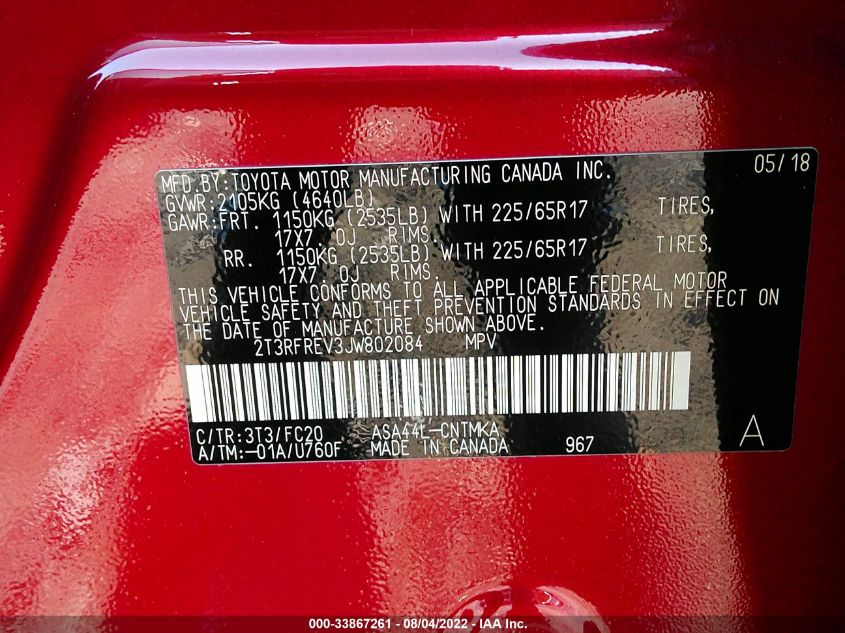 MFD.BY:TOYOTA MOTOR MANUFACTURING CANADA INC. 05/18
GVWR:2105KG (4640LB)
GAWR:FRT. 1150KG (2535LB) WITH 225/65R17 TIRES,
17X7.0J RIMS
RR. 1150KG (2535LB) WITH 225/65R17 TIRES,
17X7.0J RIMS
THIS VEHICLE CONFORMS TO ALL APPLICABLE FEDERAL MOTOR
VEHICLE SAFETY AND THEFT PREVENTION STANDARDS IN EFFECT ON
THE DATE OF MANUFACTURE SHOWN ABOVE.
2T3RFREV3JW802084 MPV
C/TR:3T3/FC20 ASA44L-CNTMKA
A/TM:-01A/U760F MADE IN CANADA 967 A
000-33867261 - 08/04/2022 - IAA Inc.